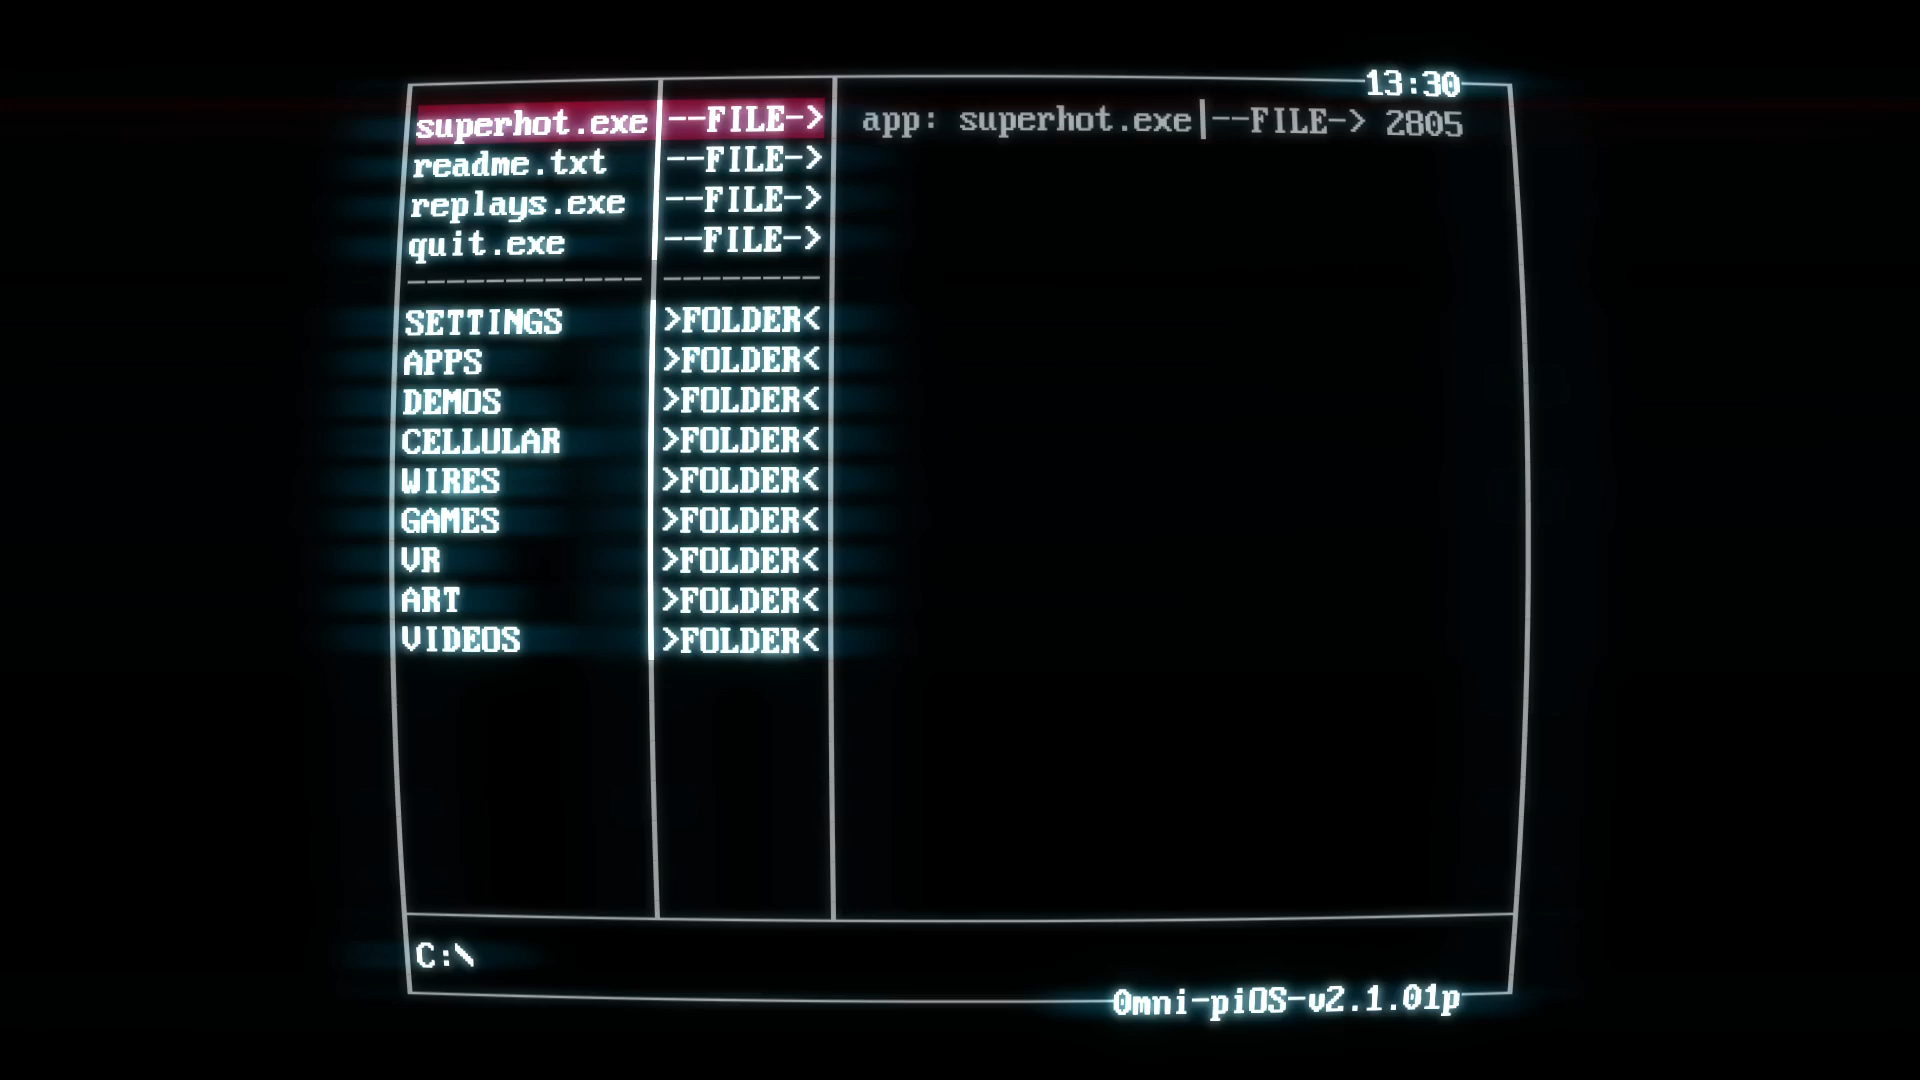 13:30
superhot.exe|--FILE-> app: superhot.exe|--FILE-> 2805
readme.txt |--FILE->
replays.exe |--FILE->
quit.exe |--FILE->
------------ --------
SETTINGS |>FOLDER<
APPS |>FOLDER<
DEMOS |>FOLDER<
CELLULAR |>FOLDER<
WIRES |>FOLDER<
GAMES |>FOLDER<
VR |>FOLDER<
ART |>FOLDER<
VIDEOS |>FOLDER<
C:\
0mni-piOS-v2.1.01p